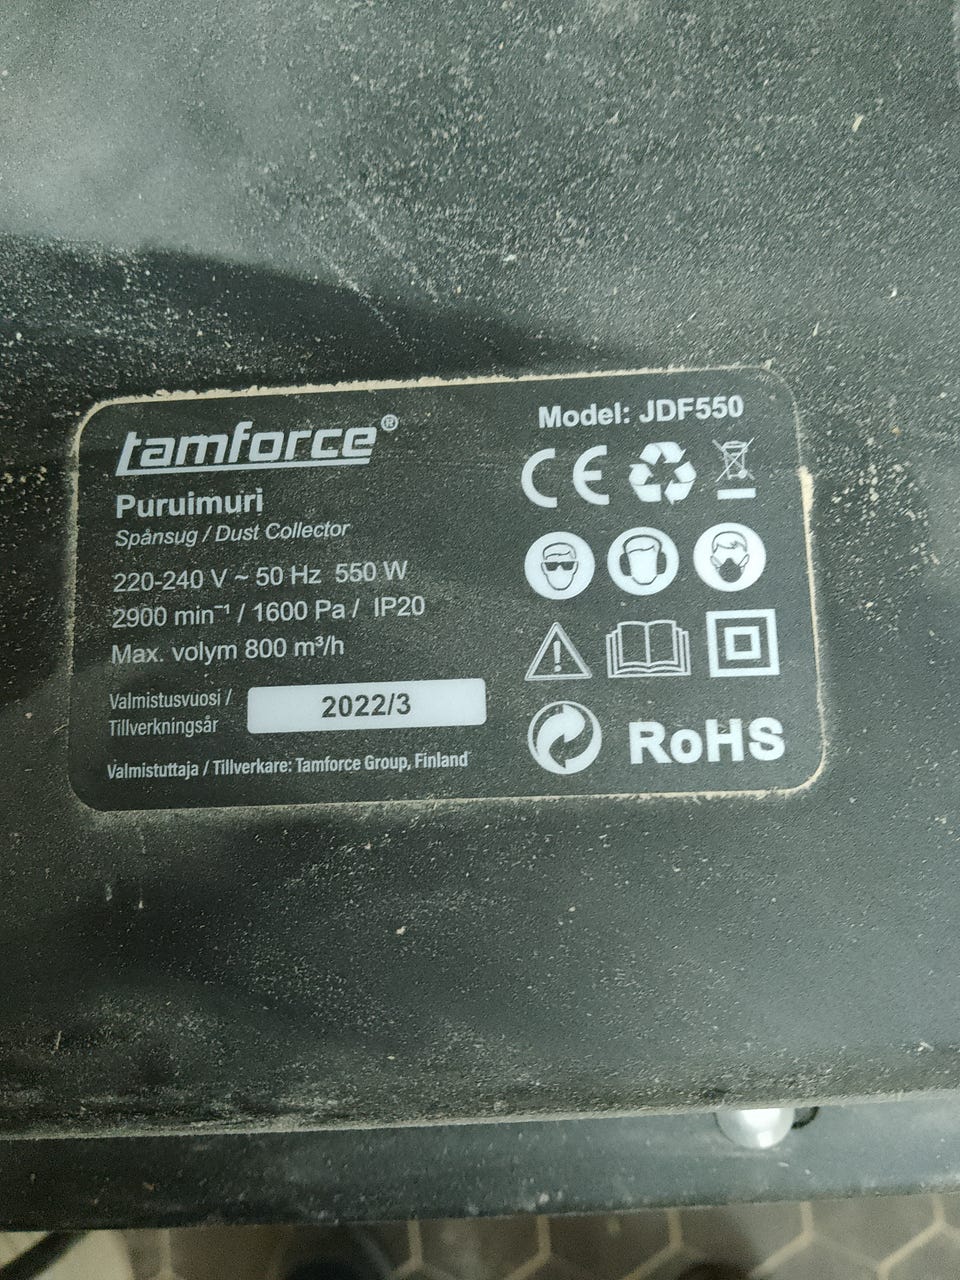 tamforce®
Model: JDF550
CE
Puruimuri
Spånsug / Dust Collector
220-240 V ~ 50 Hz 550 W
2900 min⁻¹ / 1600 Pa / IP20
Max. volym 800 m³/h
Valmistusvuosi /
Tillverkningsår
2022/3
Valmistuttaja / Tillverkare: Tamforce Group, Finland
RoHS